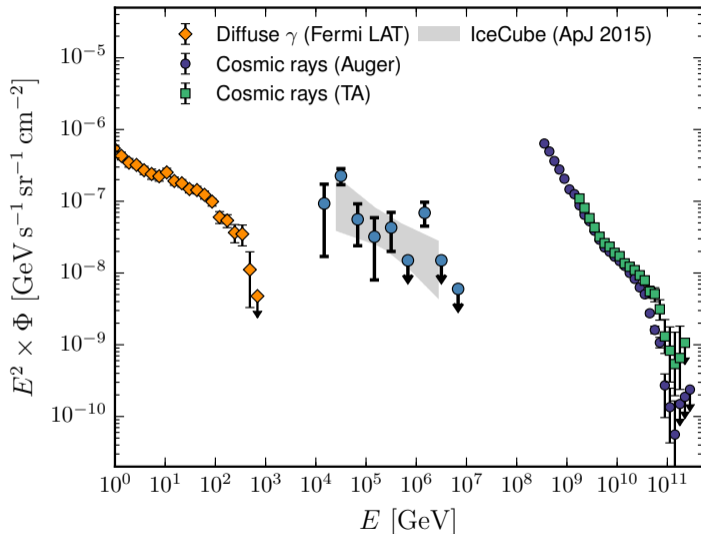 Diffuse γ (Fermi LAT)
IceCube (ApJ 2015)
Cosmic rays (Auger)
Cosmic rays (TA)
E² × Φ [GeV s⁻¹ sr⁻¹ cm⁻²]
10⁻⁵
10⁻⁶
10⁻⁷
10⁻⁸
10⁻⁹
10⁻¹⁰
10⁰ 10¹ 10² 10³ 10⁴ 10⁵ 10⁶ 10⁷ 10⁸ 10⁹ 10¹⁰ 10¹¹
E [GeV]